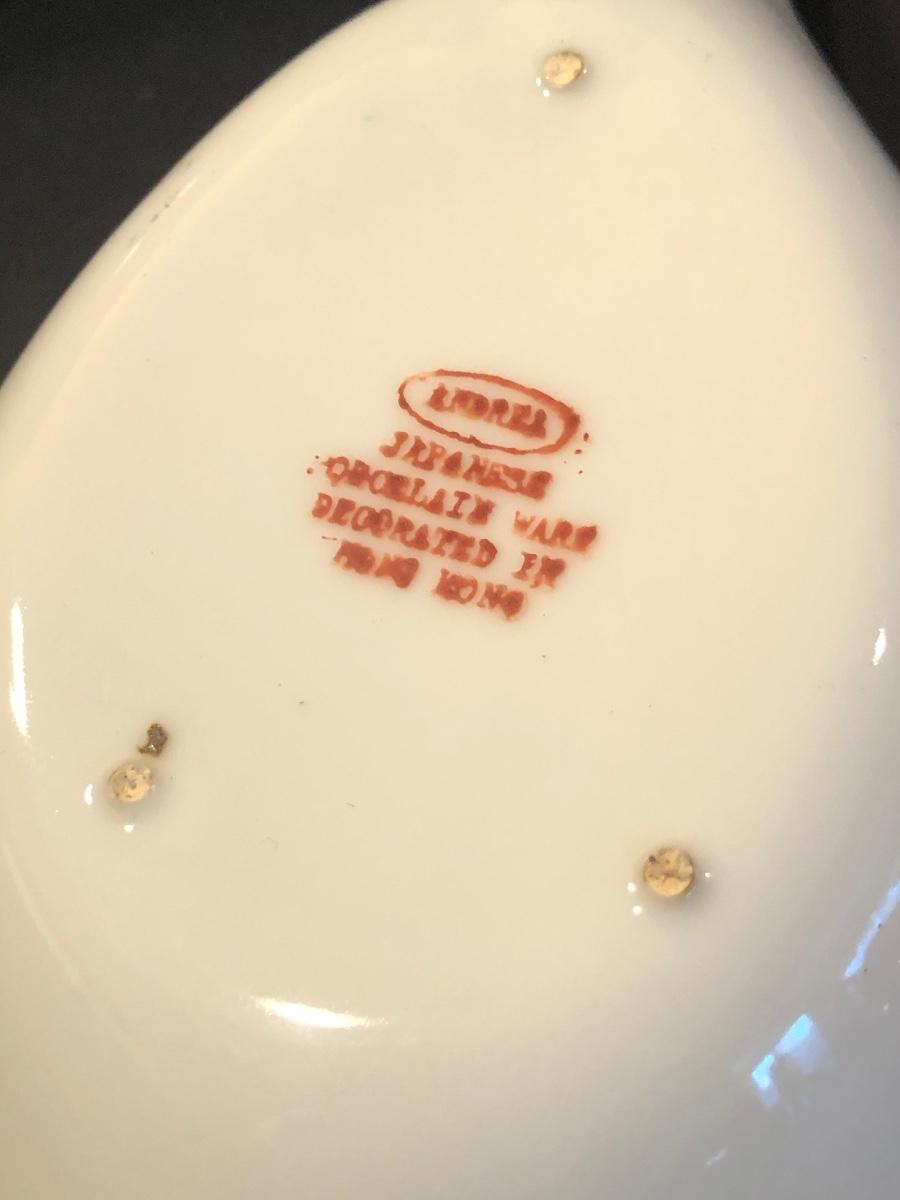 ANDREA
JAPANESE
PORCELAIN WARE
DECORATED IN
HONG KONG